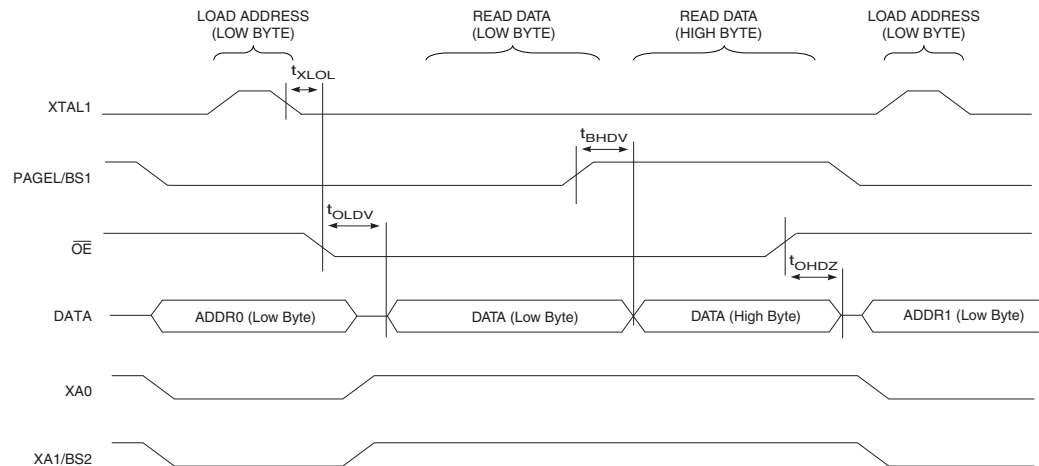 LOAD ADDRESS
(LOW BYTE)
READ DATA
(LOW BYTE)
READ DATA
(HIGH BYTE)
LOAD ADDRESS
(LOW BYTE)
tXLOL
XTAL1
tBHDV
PAGEL/BS1
tOLDV
OE
tOHDZ
DATA
ADDR0 (Low Byte)
DATA (Low Byte)
DATA (High Byte)
ADDR1 (Low Byte)
XA0
XA1/BS2